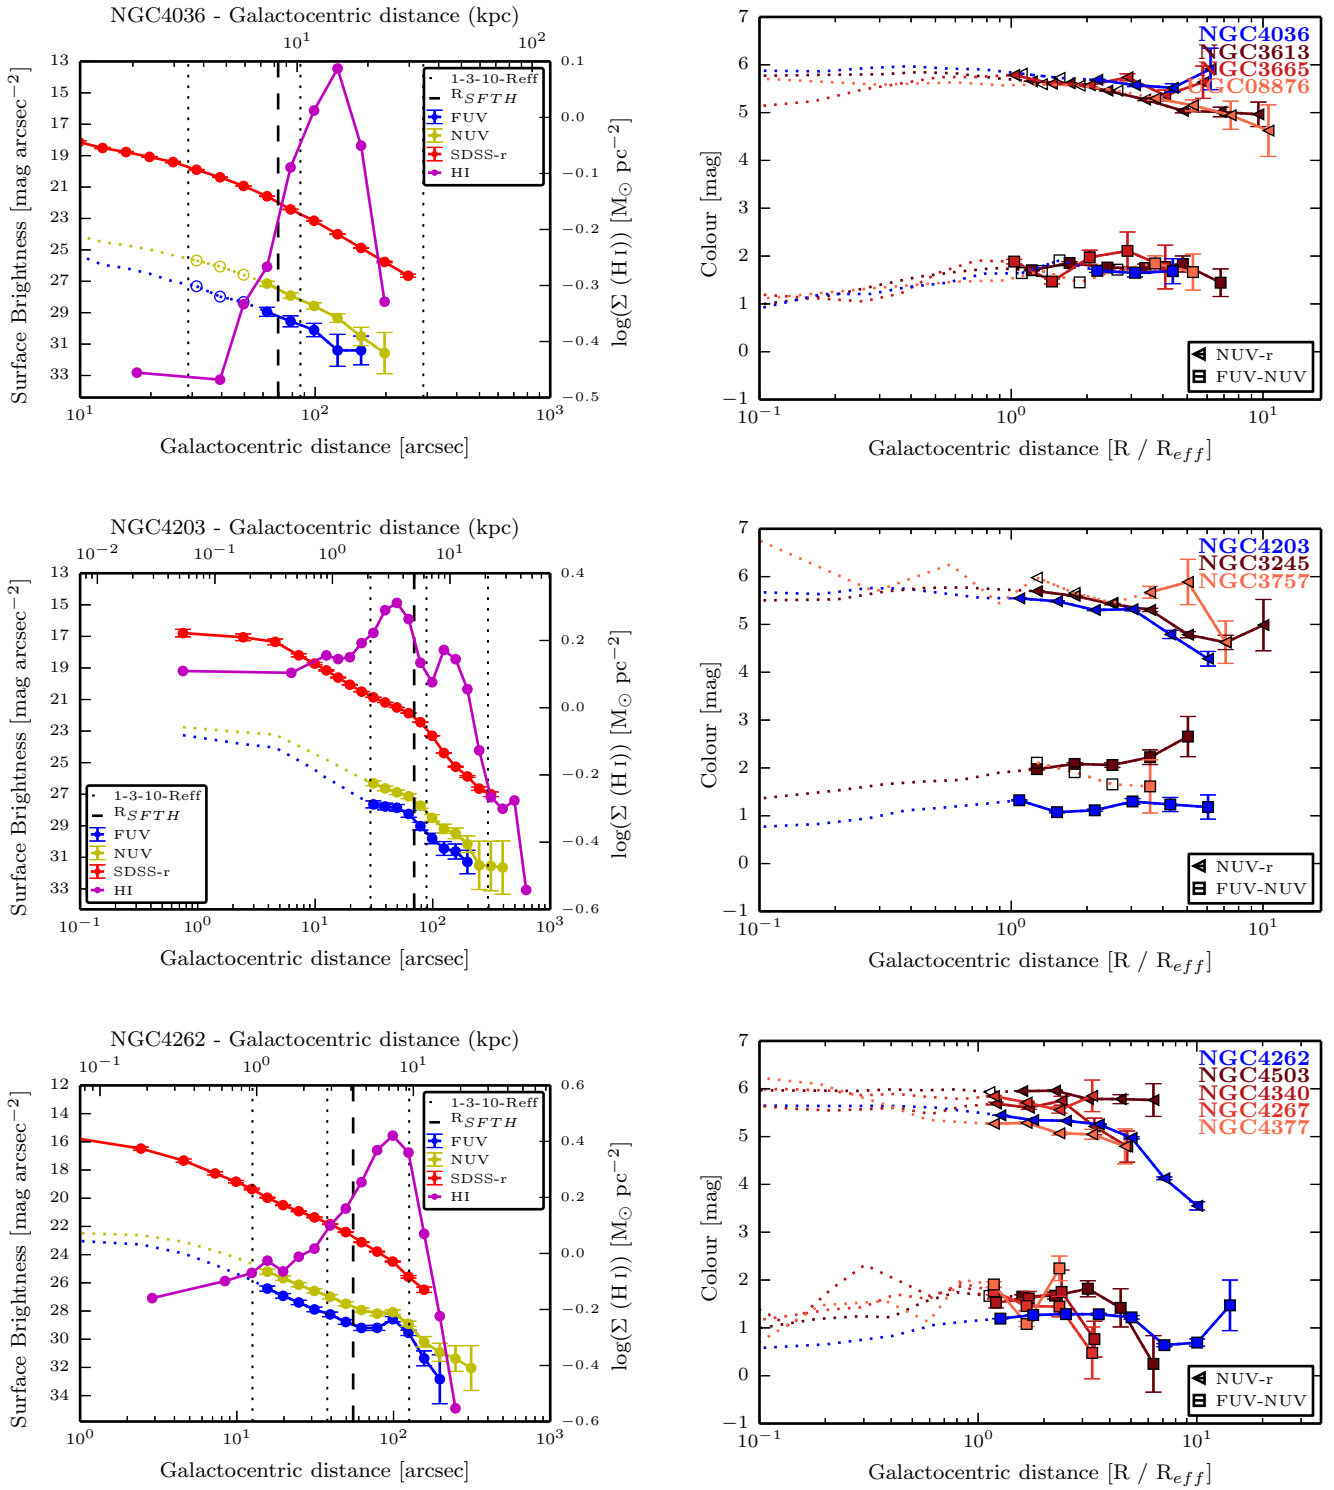 NGC4036 - Galactocentric distance (kpc)
10^1 10^2
13 15 17 19 21 23 25 27 29 31 33
Surface Brightness [mag arcsec^−2]
1-3-10-Reff
R_SFTH
FUV
NUV
SDSS-r
HI
0.1 0.0 −0.1 −0.2 −0.3 −0.4 −0.5
log(Σ (H I)) [M⊙ pc^−2]
10^1 10^2 10^3
Galactocentric distance [arcsec]
7 6 5 4 3 2 1 0 −1
Colour [mag]
NGC4036
NGC3613
NGC3665
UGC08876
NUV-r
FUV-NUV
10^−1 10^0 10^1
Galactocentric distance [R / R_eff]
NGC4203 - Galactocentric distance (kpc)
10^−2 10^−1 10^0 10^1
13 15 17 19 21 23 25 27 29 31 33
Surface Brightness [mag arcsec^−2]
1-3-10-Reff
R_SFTH
FUV
NUV
SDSS-r
HI
0.4 0.2 0.0 −0.2 −0.4 −0.6
log(Σ (H I)) [M⊙ pc^−2]
10^−1 10^0 10^1 10^2 10^3
Galactocentric distance [arcsec]
7 6 5 4 3 2 1 0 −1
Colour [mag]
NGC4203
NGC3245
NGC3757
NUV-r
FUV-NUV
10^−1 10^0 10^1
Galactocentric distance [R / R_eff]
NGC4262 - Galactocentric distance (kpc)
10^−1 10^0 10^1
12 14 16 18 20 22 24 26 28 30 32 34
Surface Brightness [mag arcsec^−2]
1-3-10-Reff
R_SFTH
FUV
NUV
SDSS-r
HI
0.6 0.4 0.2 0.0 −0.2 −0.4 −0.6
log(Σ (H I)) [M⊙ pc^−2]
10^0 10^1 10^2 10^3
Galactocentric distance [arcsec]
7 6 5 4 3 2 1 0 −1
Colour [mag]
NGC4262
NGC4503
NGC4340
NGC4267
NGC4377
NUV-r
FUV-NUV
10^−1 10^0 10^1
Galactocentric distance [R / R_eff]